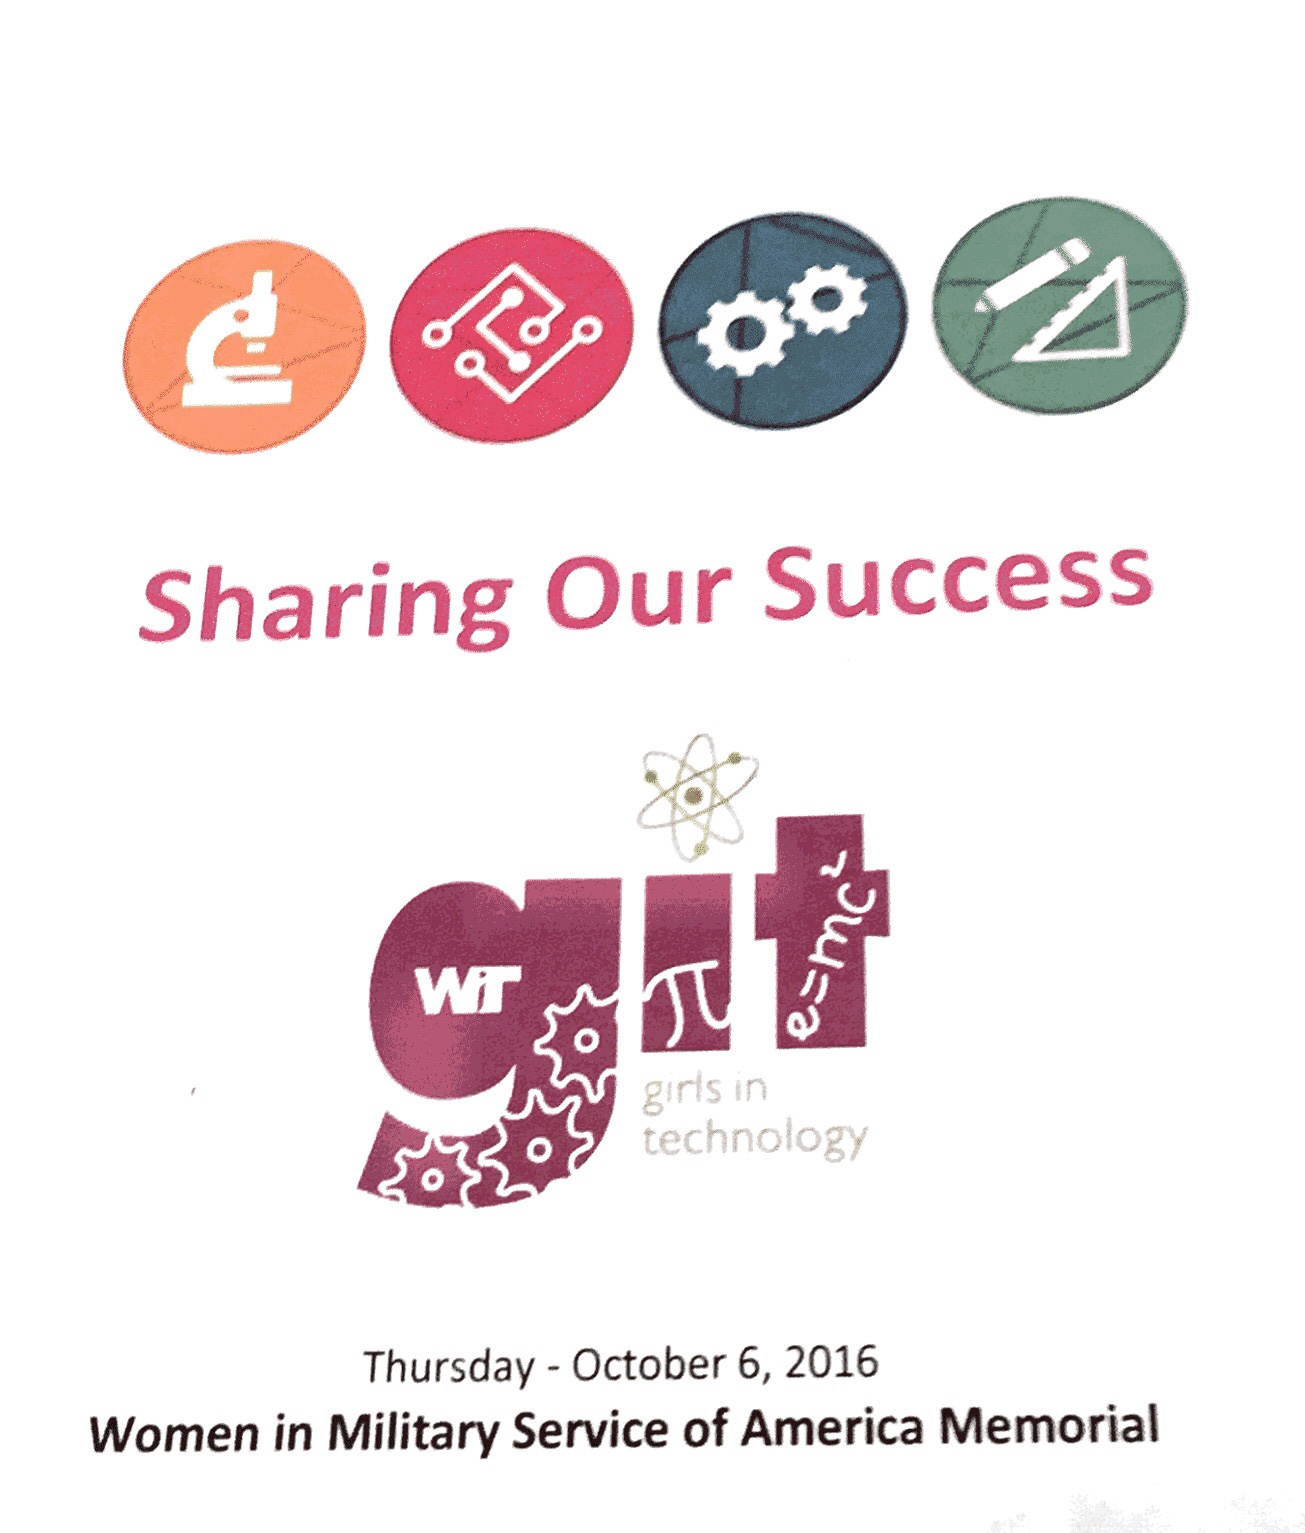 Sharing Our Success
git
WiT
π
e=mc²
girls in
technology
Thursday - October 6, 2016
Women in Military Service of America Memorial